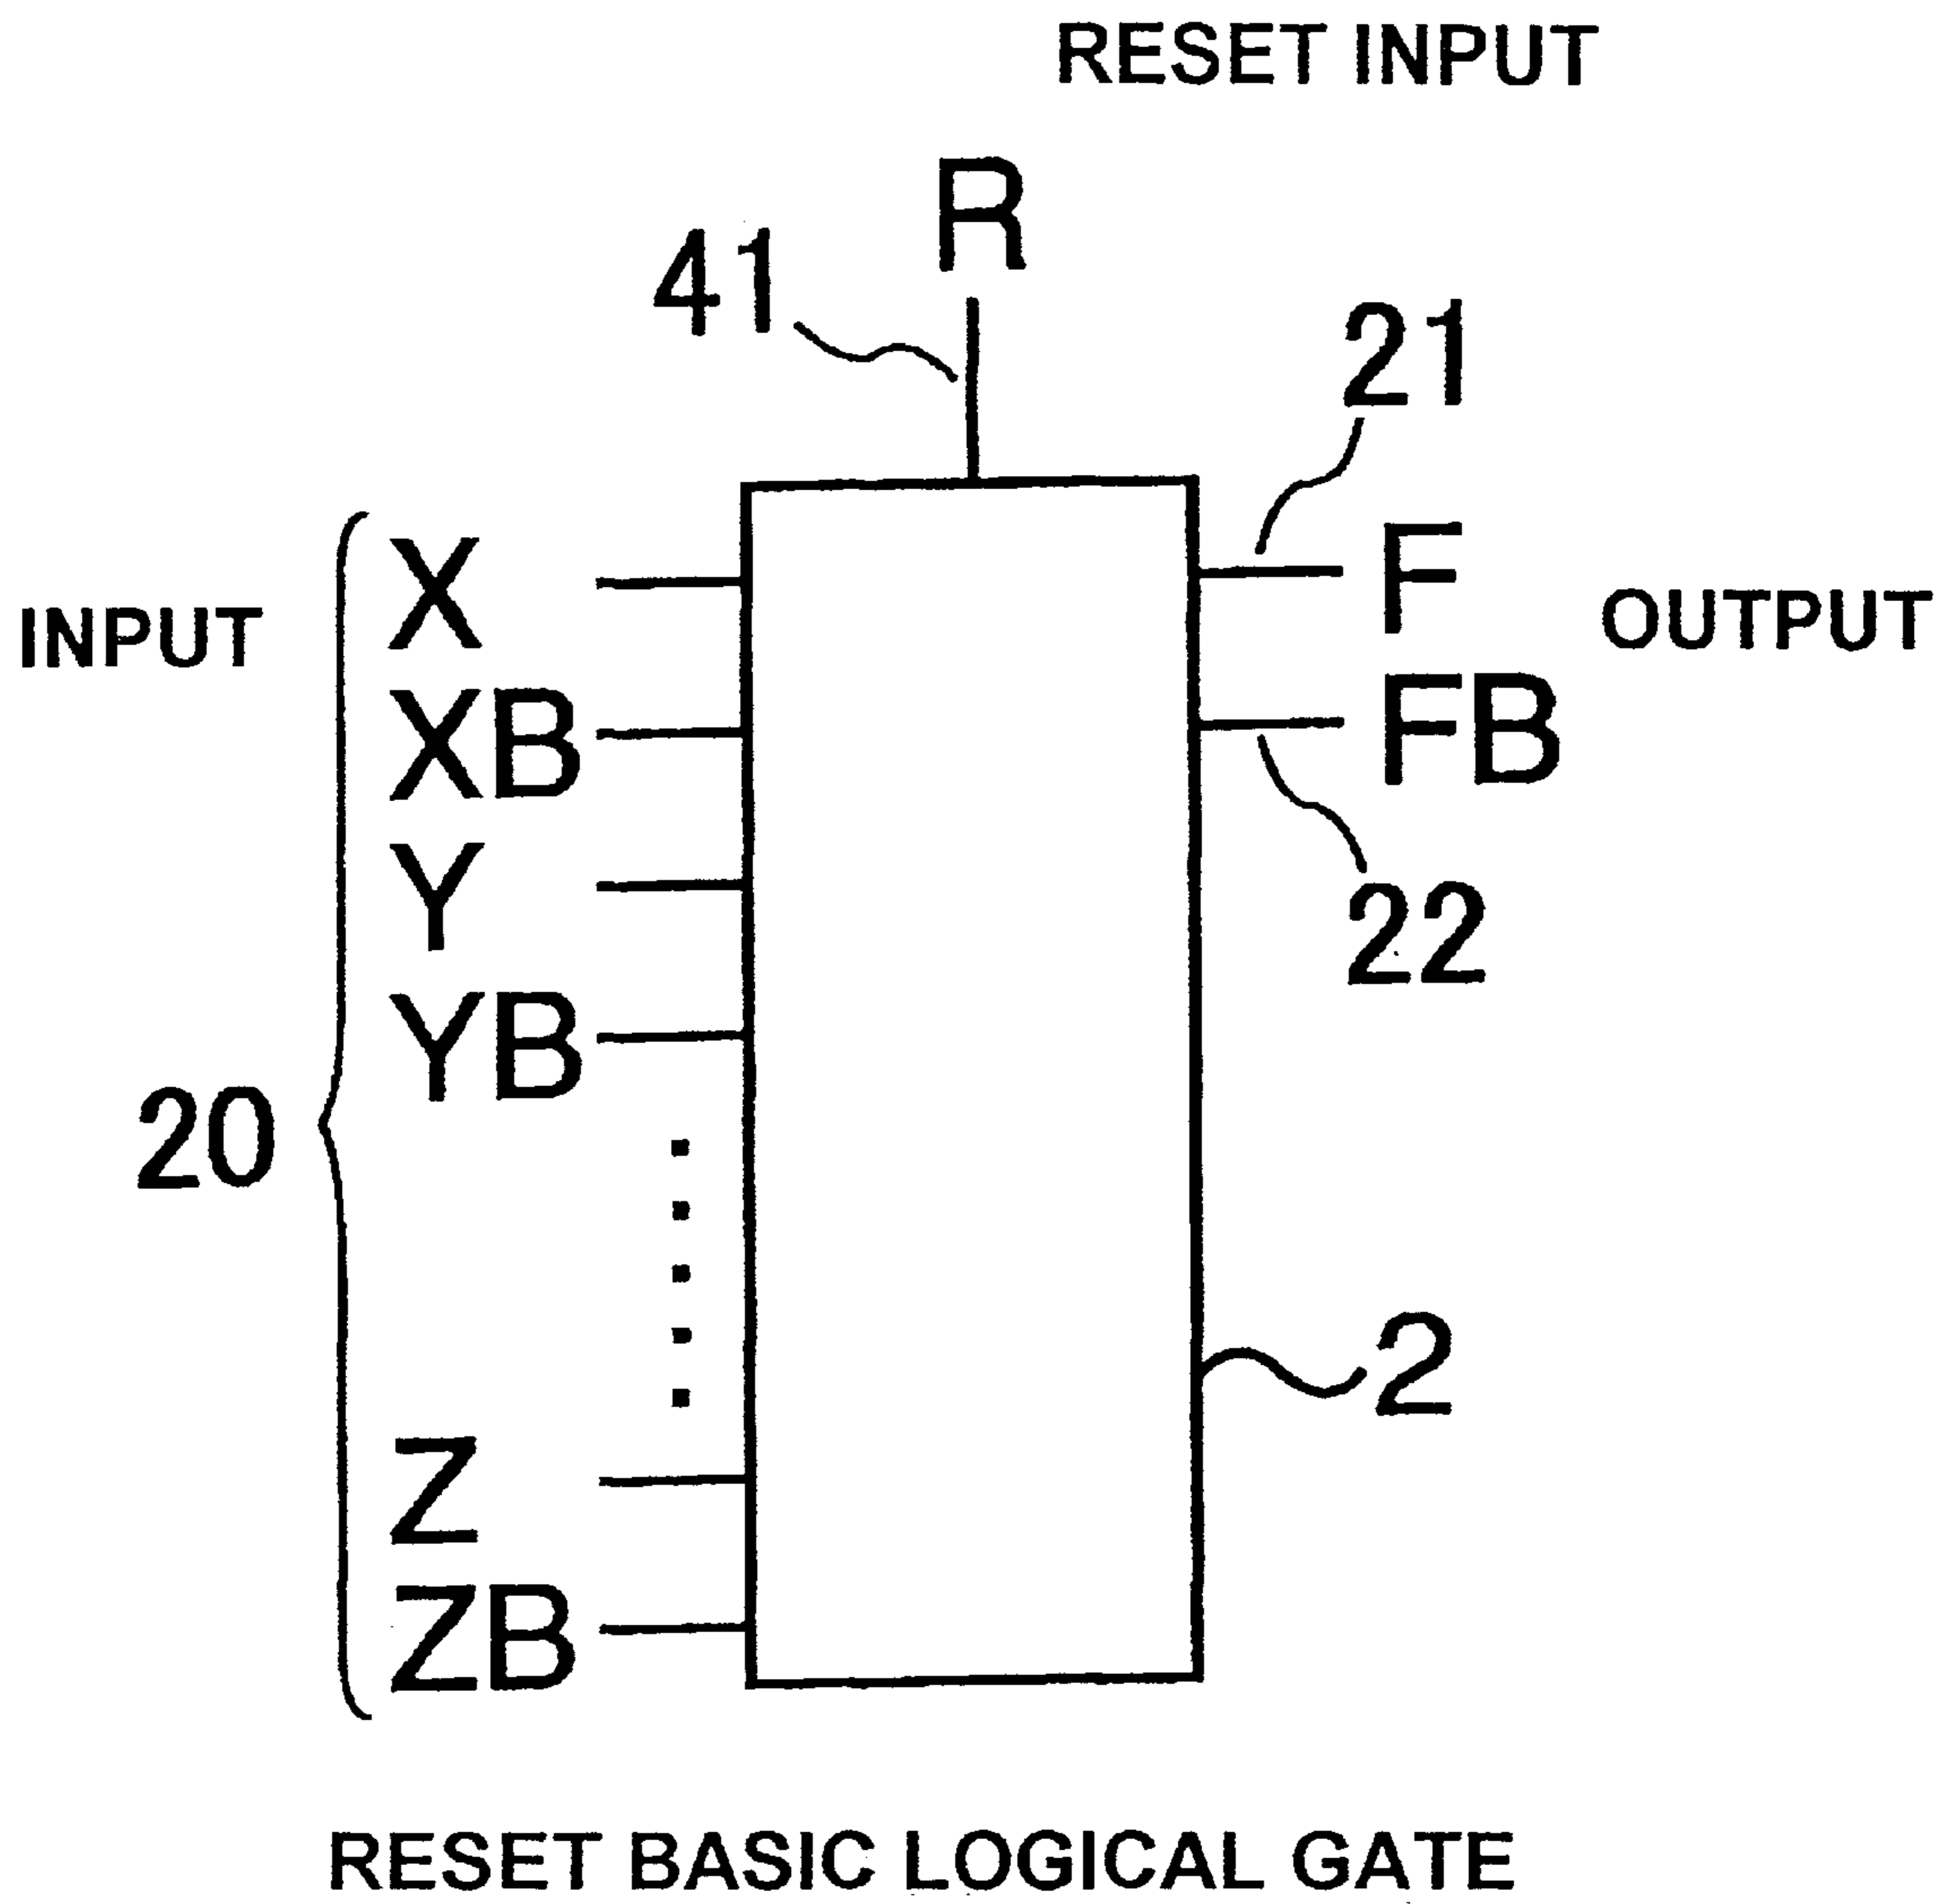 RESET INPUT
R
41
21
X
F
INPUT
OUTPUT
XB
FB
Y
22
YB
20
2
Z
ZB
RESET BASIC LOGICAL GATE